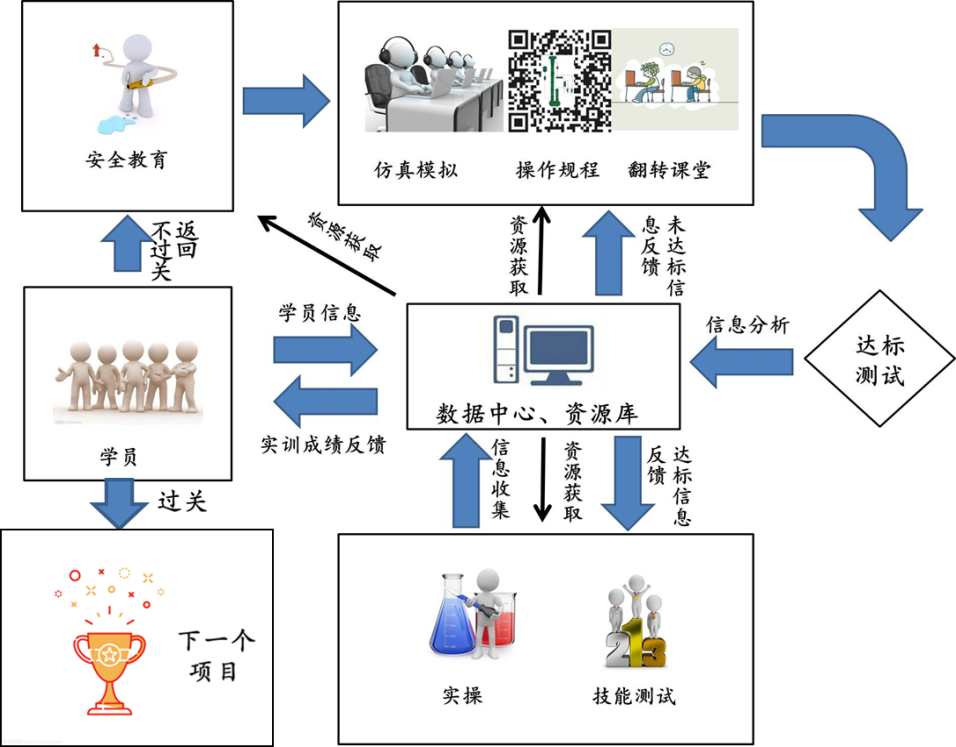 安全教育
仿真模拟
操作规程
翻转课堂
不过关
返回
资源获取
资源获取
未达标信
息反馈
学员信息
信息分析
达标
测试
数据中心、资源库
实训成绩反馈
学员
过关
信息收集
资源获取
达标信息
反馈
下一个
项目
123
实操
技能测试